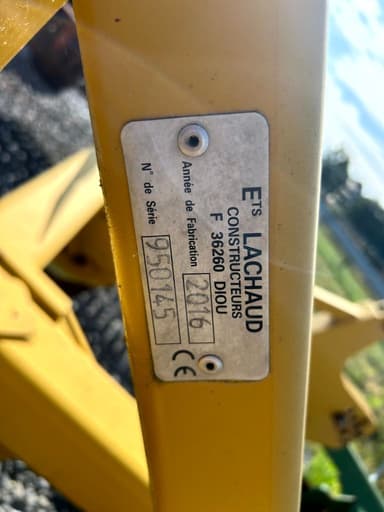 ETS LACHAUD
CONSTRUCTEURS
F 36260 DIOU
Année de Fabrication 2016
N° de Série 950145
CE